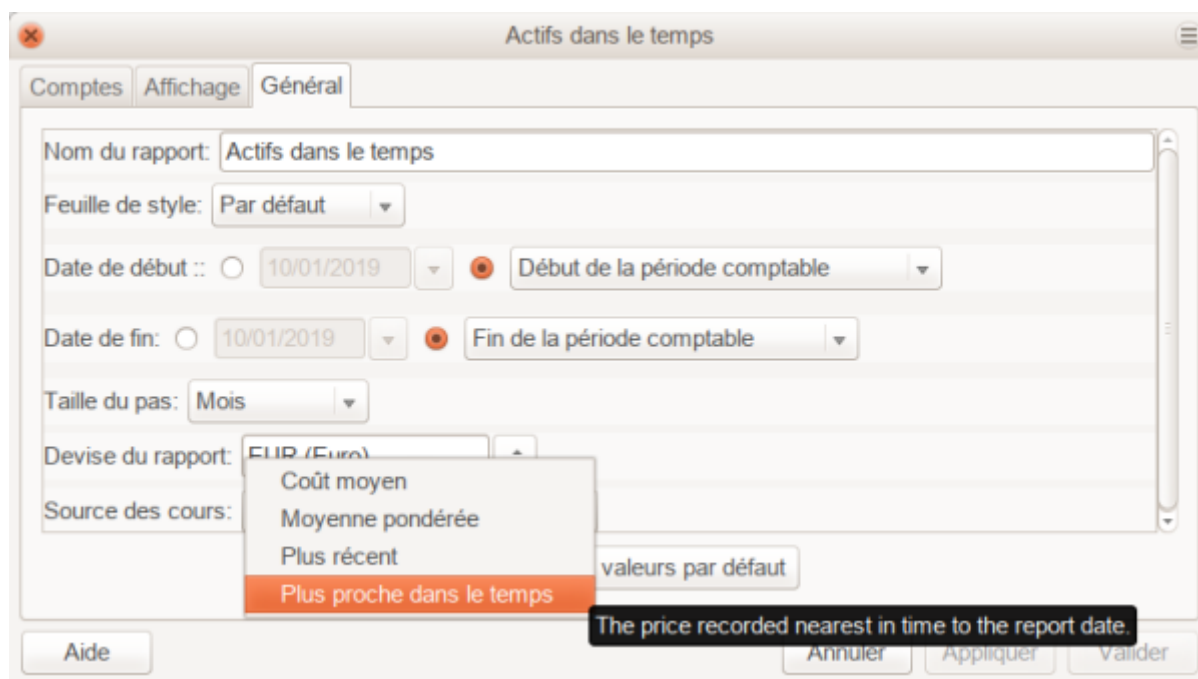 Actifs dans le temps
Comptes Affichage Général
Nom du rapport: Actifs dans le temps
Feuille de style: Par défaut
Date de début :: 10/01/2019 Début de la période comptable
Date de fin: 10/01/2019 Fin de la période comptable
Taille du pas: Mois
Devise du rapport: EUR (Euro)
Coût moyen
Source des cours:
Moyenne pondérée
Plus récent
valeurs par défaut
Plus proche dans le temps
The price recorded nearest in time to the report date.
Aide Annuler Appliquer Valider